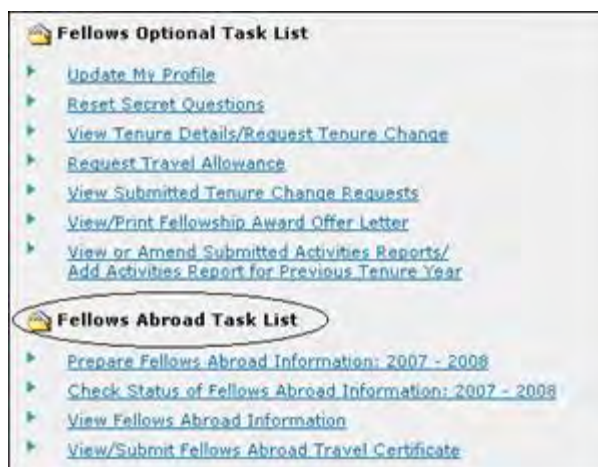 Fellows Optional Task List
Update My Profile
Reset Secret Questions
View Tenure Details/Request Tenure Change
Request Travel Allowance
View Submitted Tenure Change Requests
View/Print Fellowship Award Offer Letter
View or Amend Submitted Activities Reports/
Add Activities Report for Previous Tenure Year
Fellows Abroad Task List
Prepare Fellows Abroad Information: 2007 - 2008
Check Status of Fellows Abroad Information: 2007 - 2008
View Fellows Abroad Information
View/Submit Fellows Abroad Travel Certificate